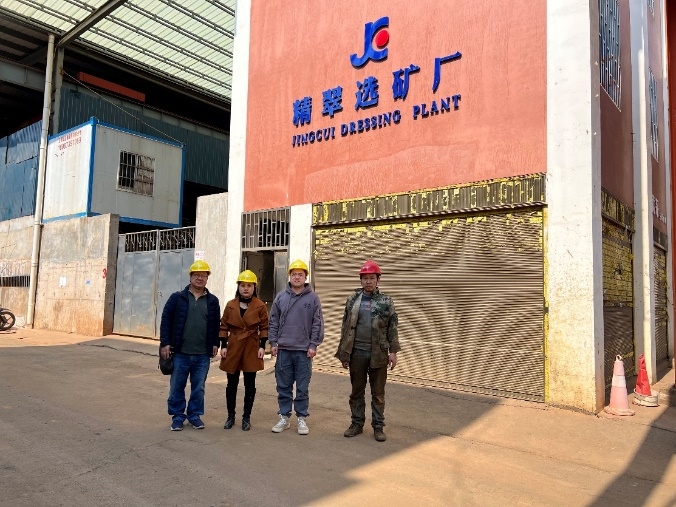 JC
精翠选矿厂
JINGCUI DRESSING PLANT